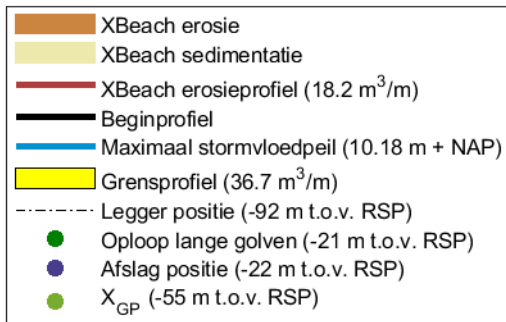 XBeach erosie
XBeach sedimentatie
XBeach erosieprofiel (18.2 m³/m)
Beginprofiel
Maximaal stormvloedpeil (10.18 m + NAP)
Grensprofiel (36.7 m³/m)
Legger positie (-92 m t.o.v. RSP)
Oploop lange golven (-21 m t.o.v. RSP)
Afslag positie (-22 m t.o.v. RSP)
X_GP (-55 m t.o.v. RSP)